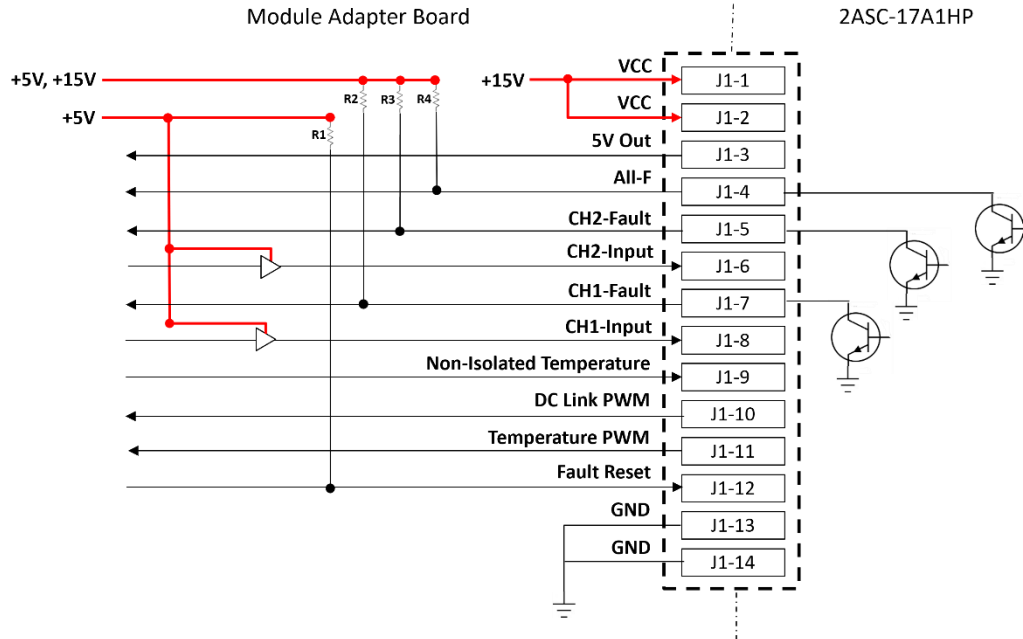 Module Adapter Board
2ASC-17A1HP
+5V, +15V
+15V
VCC
J1-1
R2
R3
R4
VCC
J1-2
+5V
R1
5V Out
J1-3
All-F
J1-4
CH2-Fault
J1-5
CH2-Input
J1-6
CH1-Fault
J1-7
CH1-Input
J1-8
Non-Isolated Temperature
J1-9
DC Link PWM
J1-10
Temperature PWM
J1-11
Fault Reset
J1-12
GND
J1-13
GND
J1-14